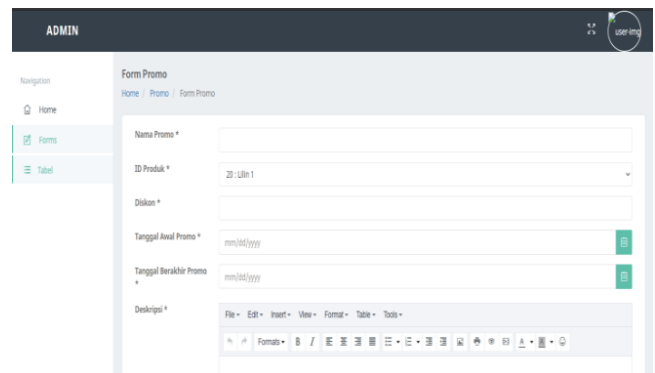 ADMIN
user-img
Navigation
Home
Forms
Tabel
Form Promo
Home / Promo / Form Promo
Nama Promo *
ID Produk *
20 : Lilin 1
Diskon *
Tanggal Awal Promo *
mm/dd/yyyy
Tanggal Berakhir Promo
*
mm/dd/yyyy
Deskripsi *
File Edit Insert View Format Table Tools
Formats B I A